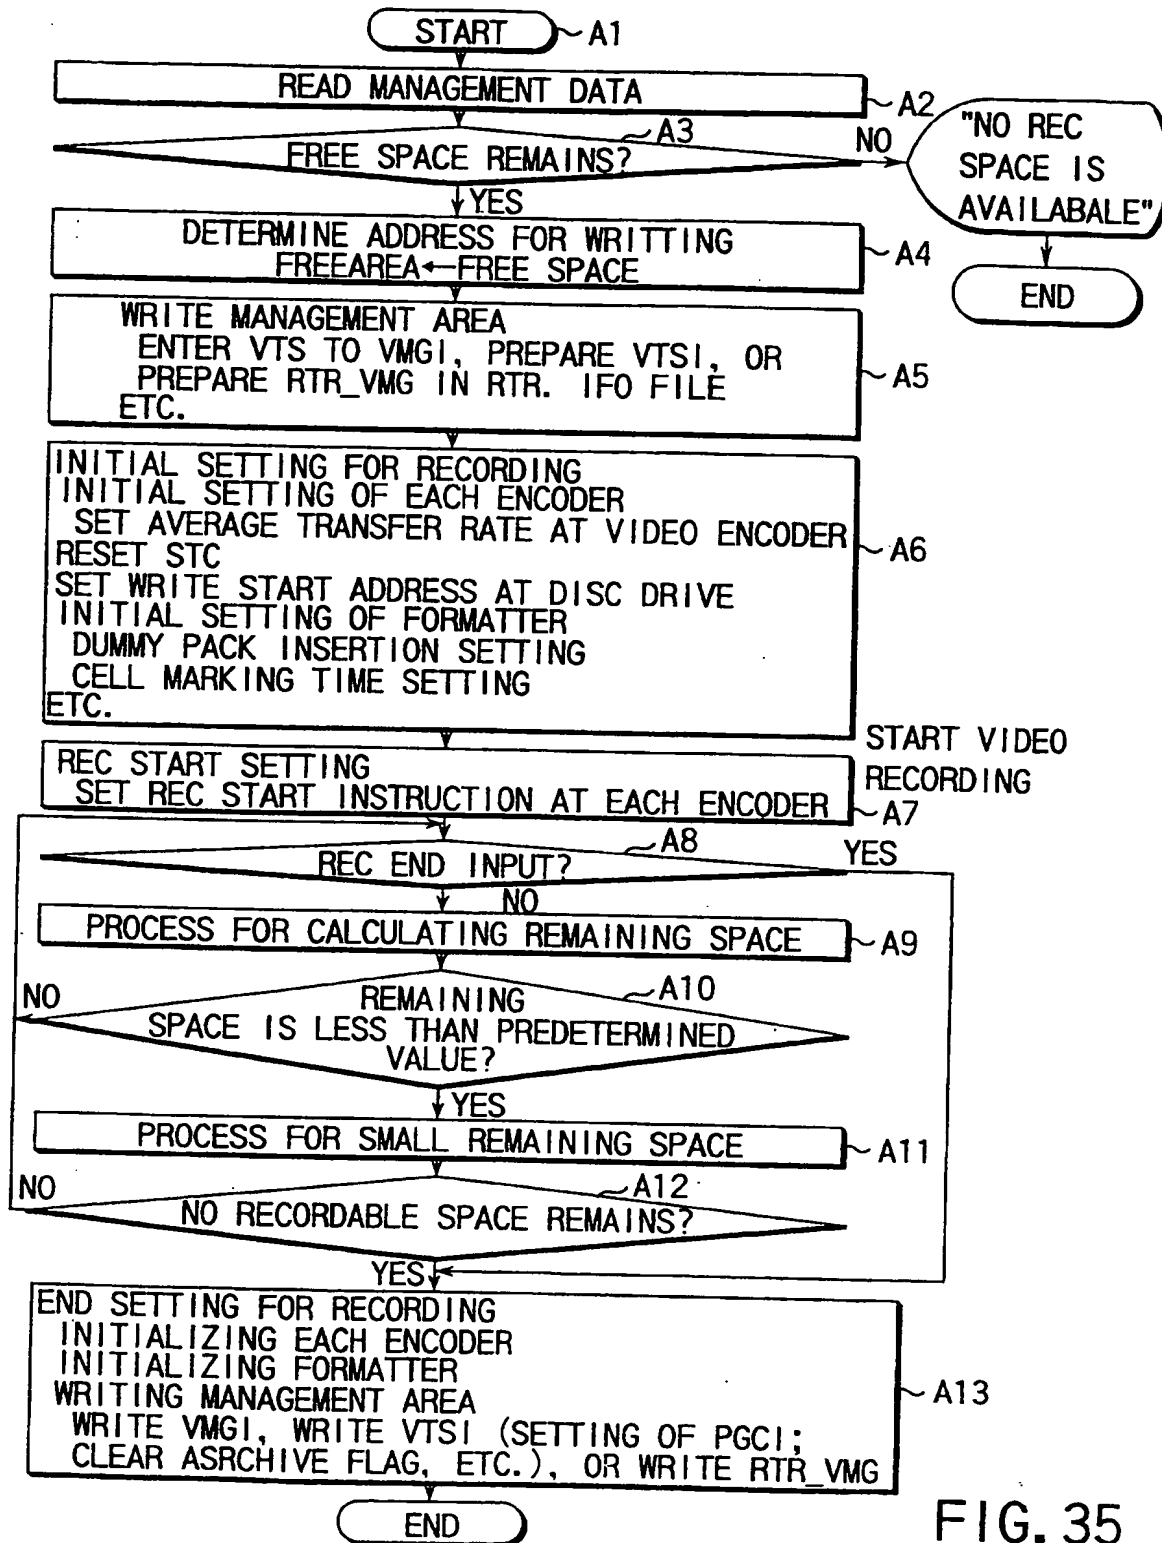 START
A1
READ MANAGEMENT DATA
A2
A3
FREE SPACE REMAINS?
NO
"NO REC
SPACE IS
AVAILABALE"
END
YES
DETERMINE ADDRESS FOR WRITTING
FREEAREA←FREE SPACE
A4
WRITE MANAGEMENT AREA
ENTER VTS TO VMGI, PREPARE VTSI, OR
PREPARE RTR_VMG IN RTR. IFO FILE
ETC.
A5
INITIAL SETTING FOR RECORDING
INITIAL SETTING OF EACH ENCODER
SET AVERAGE TRANSFER RATE AT VIDEO ENCODER
RESET STC
SET WRITE START ADDRESS AT DISC DRIVE
INITIAL SETTING OF FORMATTER
DUMMY PACK INSERTION SETTING
CELL MARKING TIME SETTING
ETC.
A6
START VIDEO
RECORDING
REC START SETTING
SET REC START INSTRUCTION AT EACH ENCODER
A7
A8
REC END INPUT?
YES
NO
PROCESS FOR CALCULATING REMAINING SPACE
A9
A10
NO
REMAINING
SPACE IS LESS THAN PREDETERMINED
VALUE?
YES
PROCESS FOR SMALL REMAINING SPACE
A11
A12
NO
NO RECORDABLE SPACE REMAINS?
YES
END SETTING FOR RECORDING
INITIALIZING EACH ENCODER
INITIALIZING FORMATTER
WRITING MANAGEMENT AREA
WRITE VMGI, WRITE VTSI (SETTING OF PGCI;
CLEAR ASRCHIVE FLAG, ETC.), OR WRITE RTR_VMG
A13
END
FIG. 35